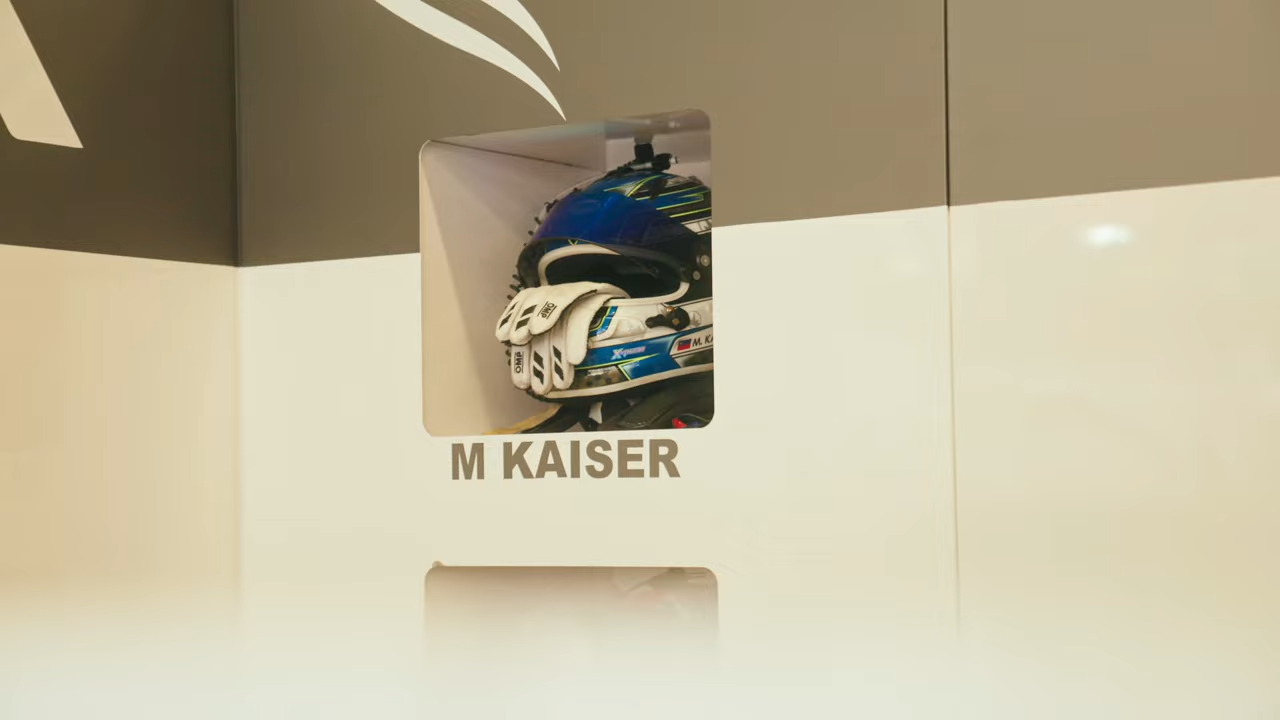 OMP
OMP
X-
M. KA
M KAISER